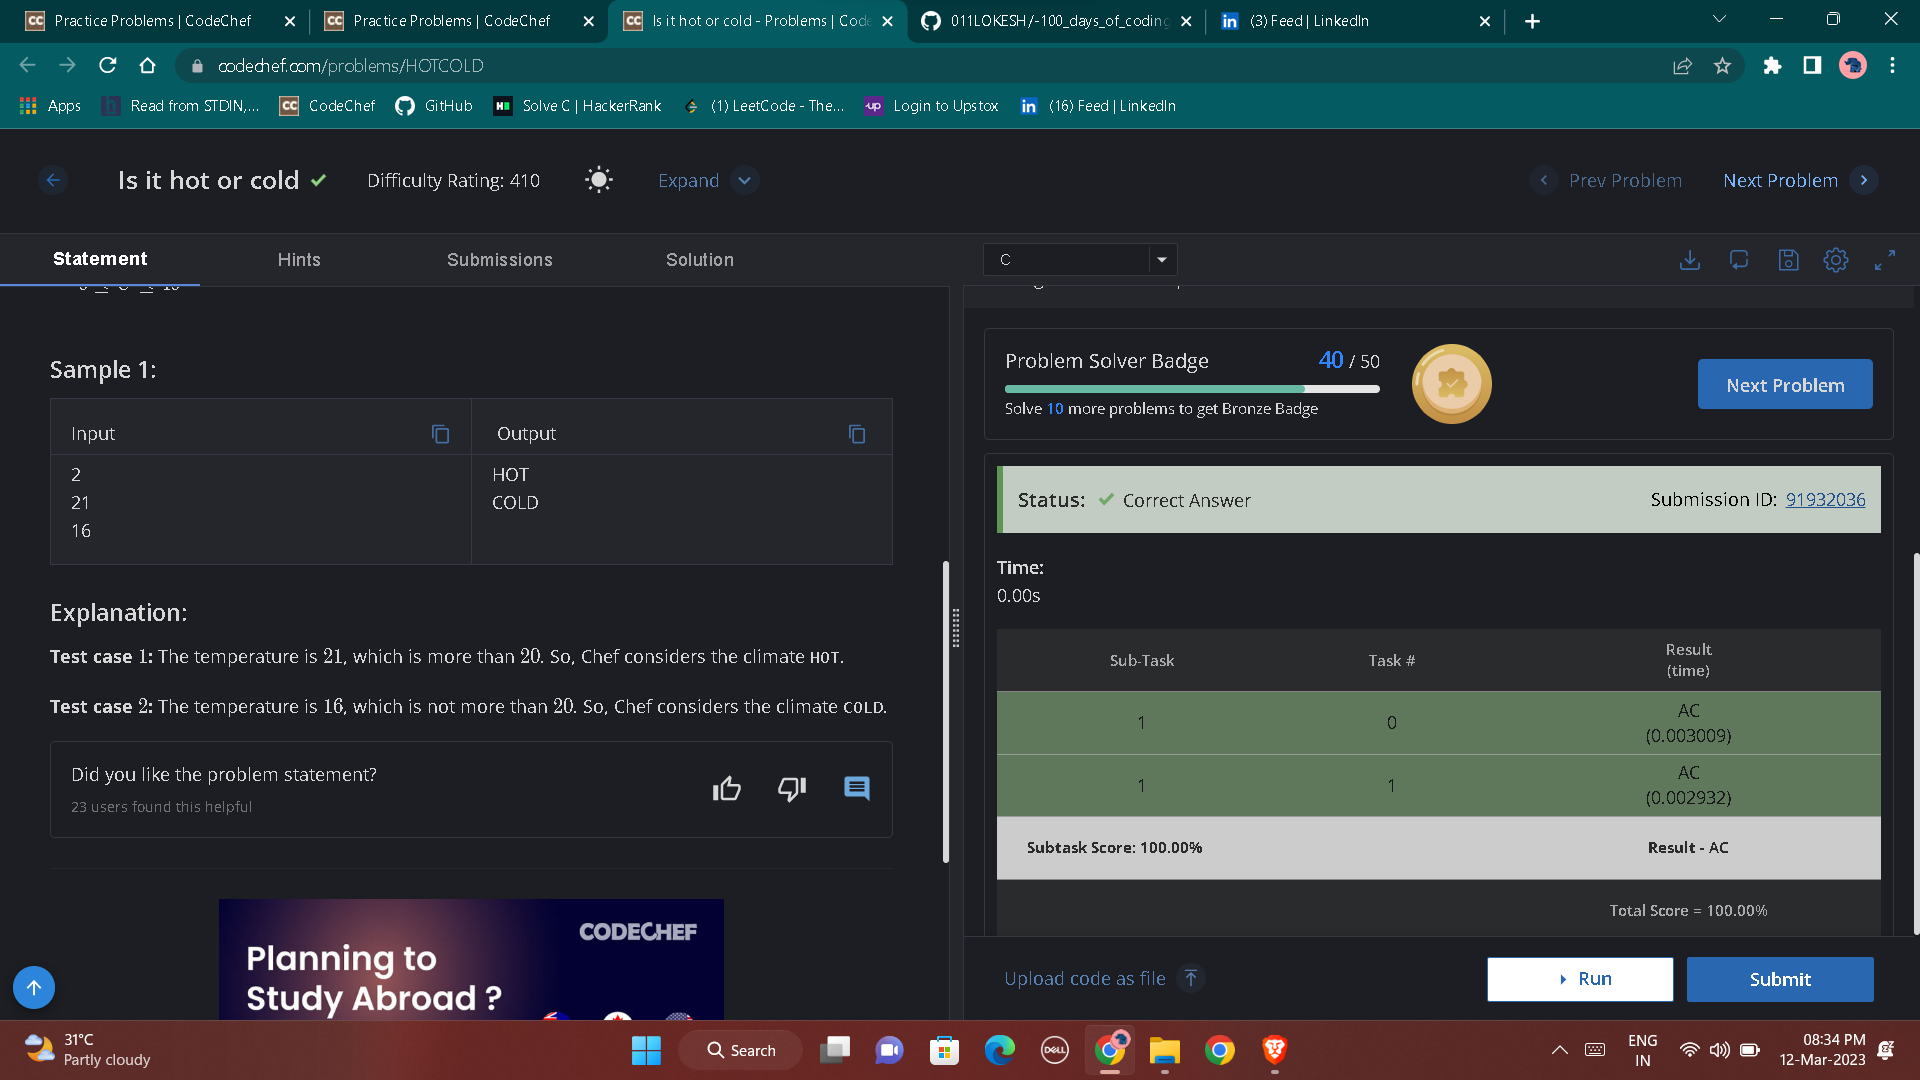 Practice Problems | CodeChef
Practice Problems | CodeChef
Is it hot or cold - Problems | Code
011LOKESH/-100_days_of_coding
(3) Feed | LinkedIn
codechef.com/problems/HOTCOLD
Apps
Read from STDIN,...
CodeChef
GitHub
Solve C | HackerRank
(1) LeetCode - The...
Login to Upstox
(16) Feed | LinkedIn
Is it hot or cold
Difficulty Rating: 410
Expand
Prev Problem
Next Problem
Statement
Hints
Submissions
Solution
C
Sample 1:
Input
Output
2
21
16
HOT
COLD
Explanation:
Test case 1: The temperature is 21, which is more than 20. So, Chef considers the climate HOT.
Test case 2: The temperature is 16, which is not more than 20. So, Chef considers the climate COLD.
Did you like the problem statement?
23 users found this helpful
CODECHEF
Planning to
Study Abroad ?
Problem Solver Badge
40 / 50
Solve 10 more problems to get Bronze Badge
Next Problem
Status: Correct Answer
Submission ID: 91932036
Time:
0.00s
Sub-Task
Task #
Result
(time)
1
0
AC
(0.003009)
1
1
AC
(0.002932)
Subtask Score: 100.00%
Result - AC
Total Score = 100.00%
Upload code as file
Run
Submit
31°C
Partly cloudy
Search
DELL
ENG
IN
08:34 PM
12-Mar-2023